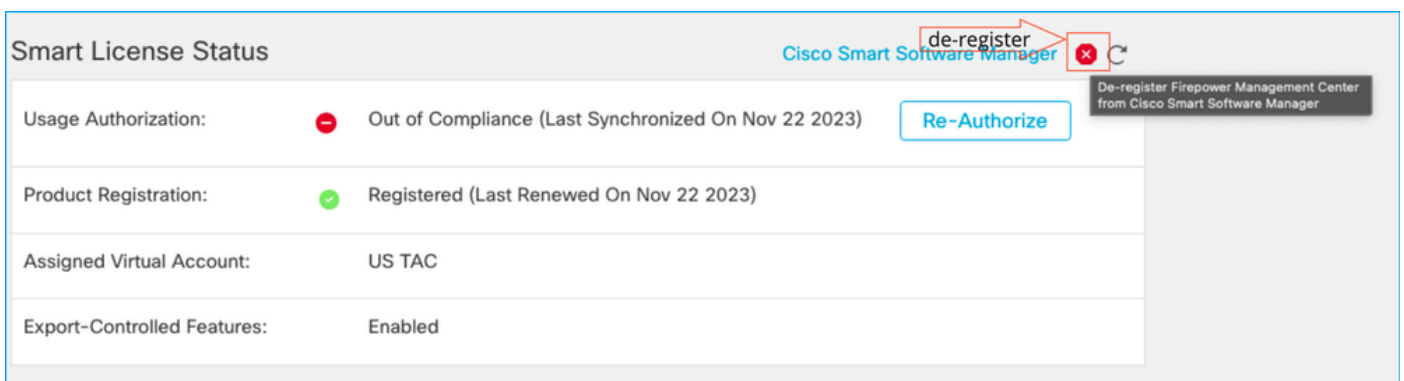 de-register
Smart License Status
Cisco Smart Software Manager
De-register Firepower Management Center
from Cisco Smart Software Manager
Usage Authorization:
Out of Compliance (Last Synchronized On Nov 22 2023)
Re-Authorize
Product Registration:
Registered (Last Renewed On Nov 22 2023)
Assigned Virtual Account:
US TAC
Export-Controlled Features:
Enabled